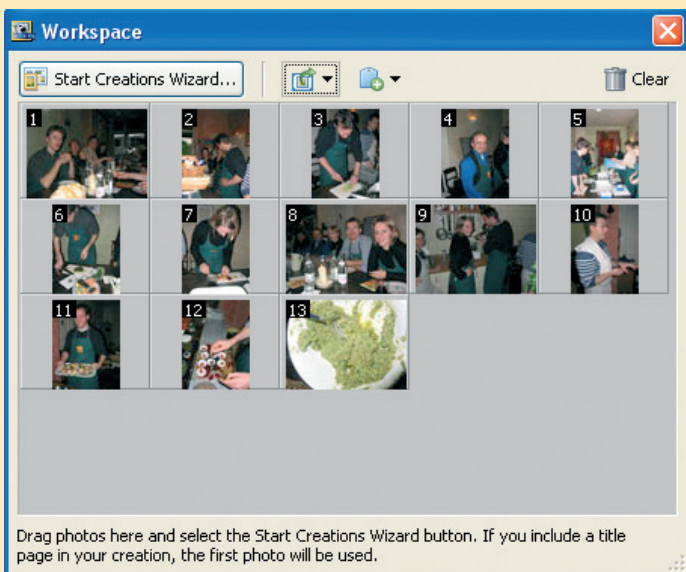 Workspace
Start Creations Wizard...
Clear
1
2
3
4
5
6
7
8
9
10
11
12
13
Drag photos here and select the Start Creations Wizard button. If you include a title
page in your creation, the first photo will be used.